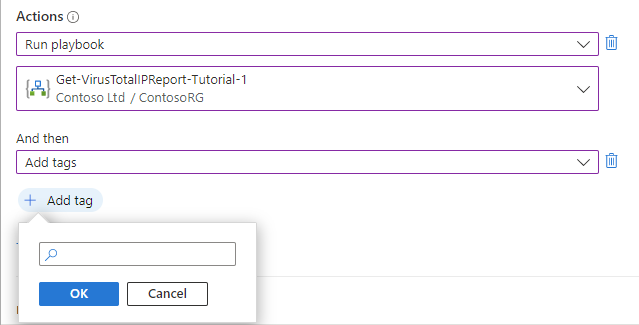 Actions
Run playbook
Get-VirusTotalIPReport-Tutorial-1
Contoso Ltd / ContosoRG
And then
Add tags
+ Add tag
OK Cancel